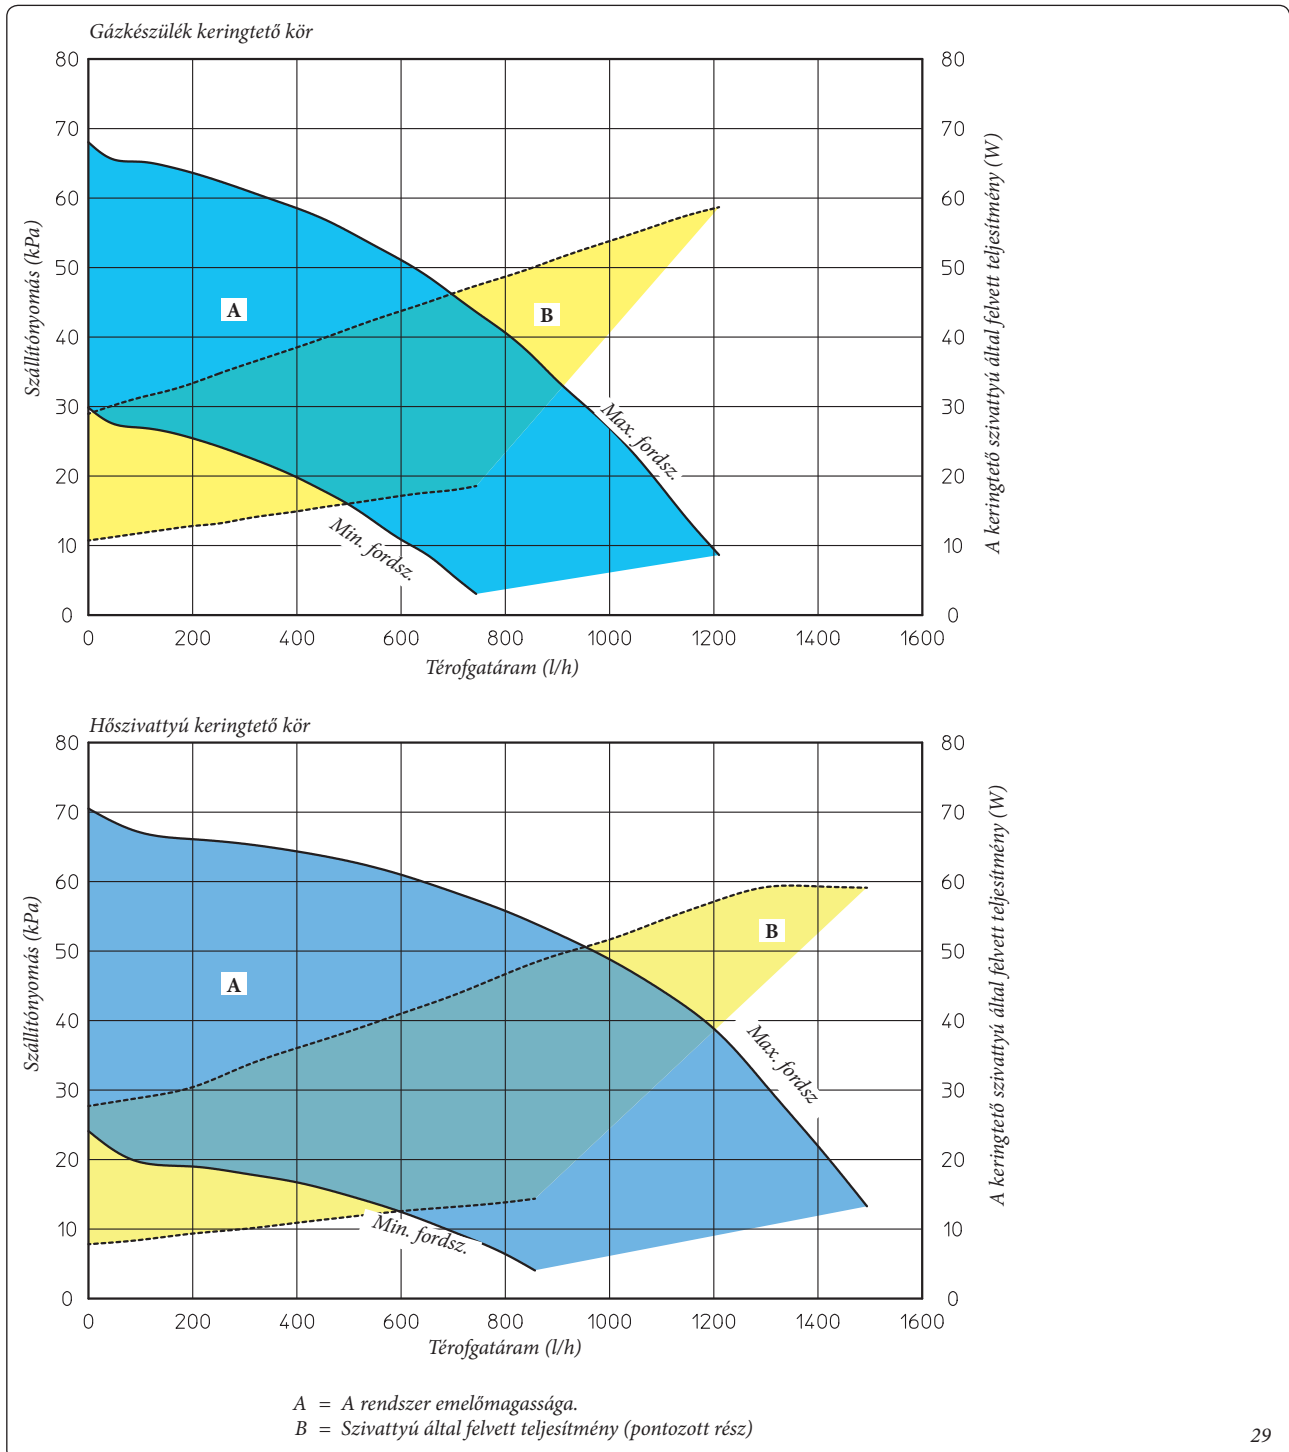 Gázkészülék keringtető kör
80
70
60
50
40
30
20
10
0
80
70
60
50
40
30
20
10
0
Szállítónyomás (kPa)
A keringtető szivattyú által felvett teljesítmény (W)
A
B
Max. fordsz.
Min. fordsz.
0 200 400 600 800 1000 1200 1400 1600
Térofgatáram (l/h)
Hőszivattyú keringtető kör
80
70
60
50
40
30
20
10
0
80
70
60
50
40
30
20
10
0
Szállítónyomás (kPa)
A keringtető szivattyú által felvett teljesítmény (W)
A
B
Max. fordsz
Min. fordsz.
0 200 400 600 800 1000 1200 1400 1600
Térofgatáram (l/h)
A = A rendszer emelőmagassága.
B = Szivattyú által felvett teljesítmény (pontozott rész)
29